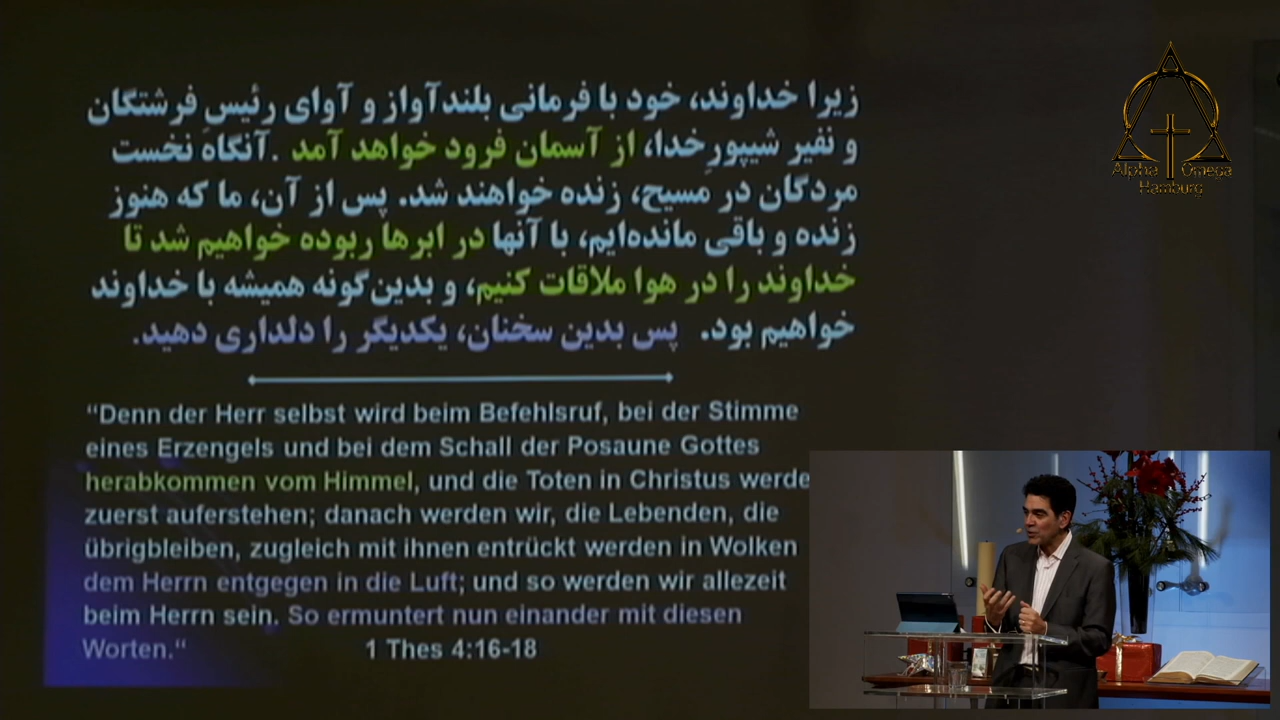 زیرا خداوند، خود با فرمانی بلندآواز و آوای رئیسِ فرشتگان
و نفیر شیپورِ خدا، از آسمان فرود خواهد آمد. آنگاه نخست
مردگان در مسیح، زنده خواهند شد. پس از آن، ما که هنوز
زنده و باقی مانده‌ایم، با آنها در ابرها ربوده خواهیم شد تا
خداوند را در هوا ملاقات کنیم، و بدین‌گونه همیشه با خداوند
خواهیم بود. پس بدین سخنان، یکدیگر را دلداری دهید.
“Denn der Herr selbst wird beim Befehlsruf, bei der Stimme
eines Erzengels und bei dem Schall der Posaune Gottes
herabkommen vom Himmel, und die Toten in Christus werde
zuerst auferstehen; danach werden wir, die Lebenden, die
übrigbleiben, zugleich mit ihnen entrückt werden in Wolken
dem Herrn entgegen in die Luft; und so werden wir allezeit
beim Herrn sein. So ermuntert nun einander mit diesen
Worten.“ 1 Thes 4:16-18
Alpha Omega
Hamburg